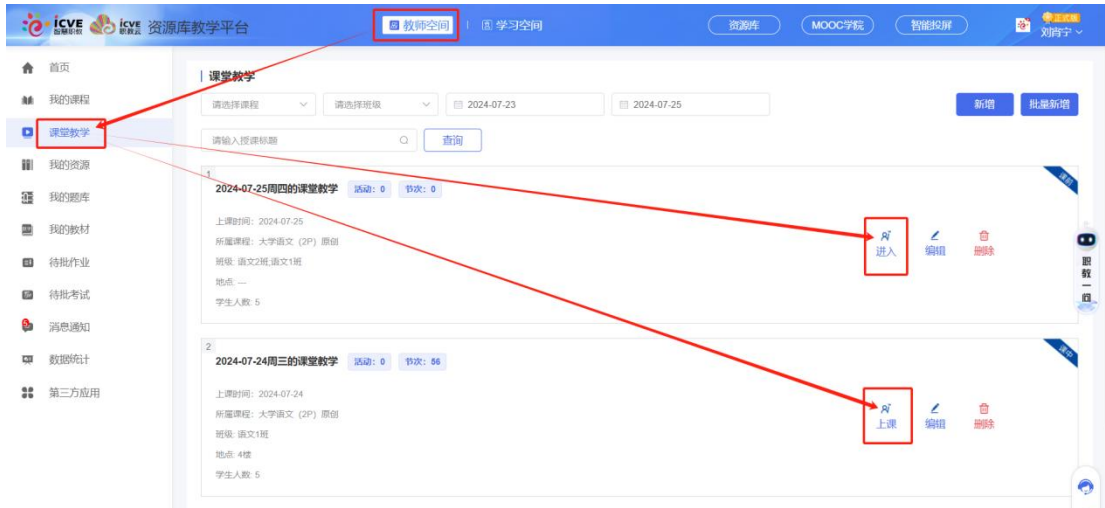 icve 智慧职教 icve 职教云 资源库教学平台 教师空间 学习空间 资源库 MOOC学院 智能投屏 正式版 刘肖宁
首页
我的课程
课堂教学
我的资源
我的题库
我的教材
待批作业
待批考试
消息通知
数据统计
第三方应用
课堂教学
请选择课程 请选择班级 2024-07-23 2024-07-25 新增 批量新增
请输入授课标题 查询
1
2024-07-25周四的课堂教学 活动: 0 节次: 0 课前
上课时间: 2024-07-25
所属课程: 大学语文 (2P) 原创
班级: 语文2班;语文1班
地点: —
学生人数: 5
进入 编辑 删除
2
2024-07-24周三的课堂教学 活动: 0 节次: 56 课中
上课时间: 2024-07-24
所属课程: 大学语文 (2P) 原创
班级: 语文1班
地点: 4楼
学生人数: 5
上课 编辑 删除
职教一问